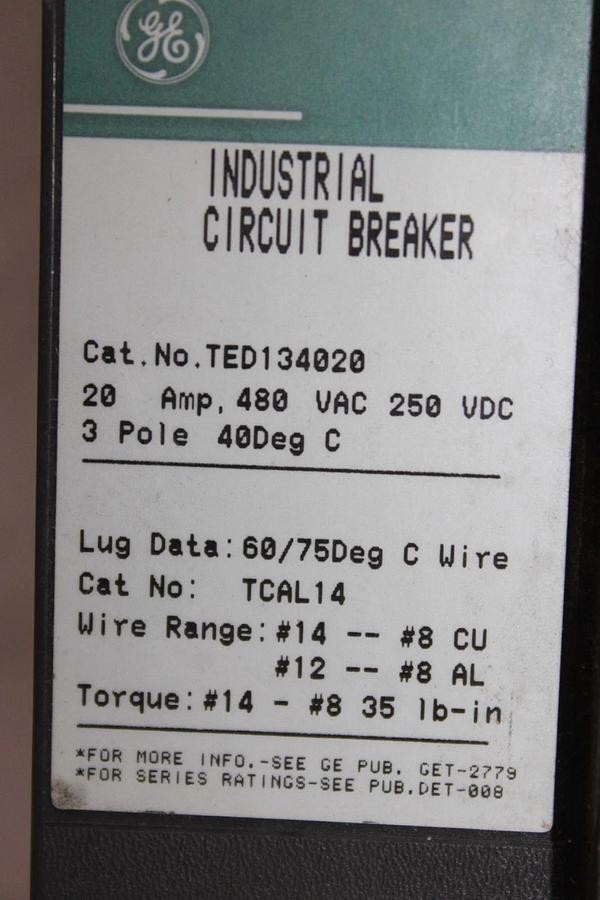 GE
INDUSTRIAL
CIRCUIT BREAKER
Cat.No.TED134020
20 Amp, 480 VAC 250 VDC
3 Pole 40Deg C
Lug Data:60/75Deg C Wire
Cat No: TCAL14
Wire Range:#14 -- #8 CU
#12 -- #8 AL
Torque:#14 - #8 35 lb-in
*FOR MORE INFO.-SEE GE PUB. GET-2779
*FOR SERIES RATINGS-SEE PUB.DET-008